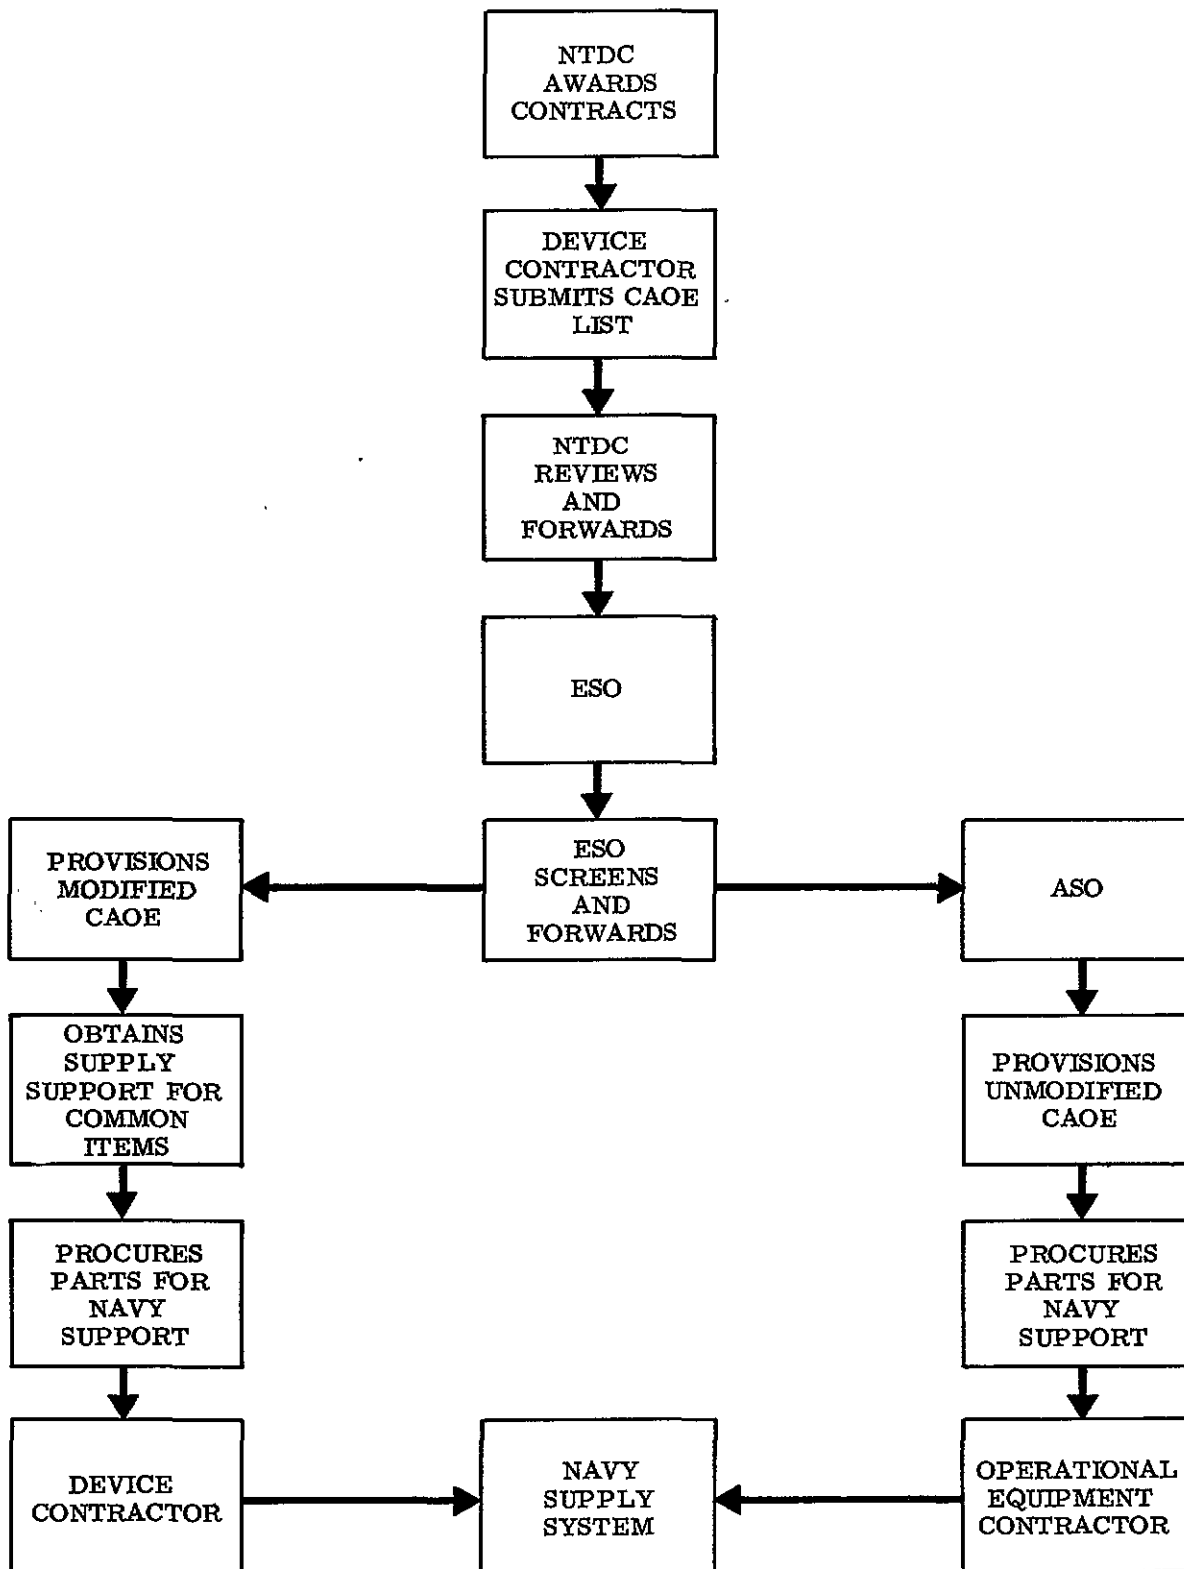 NTDC
AWARDS
CONTRACTS
DEVICE
CONTRACTOR
SUBMITS CAOE
LIST
NTDC
REVIEWS
AND
FORWARDS
ESO
PROVISIONS
MODIFIED
CAOE
ESO
SCREENS
AND
FORWARDS
ASO
OBTAINS
SUPPLY
SUPPORT FOR
COMMON
ITEMS
PROVISIONS
UNMODIFIED
CAOE
PROCURES
PARTS FOR
NAVY
SUPPORT
PROCURES
PARTS FOR
NAVY
SUPPORT
DEVICE
CONTRACTOR
NAVY
SUPPLY
SYSTEM
OPERATIONAL
EQUIPMENT
CONTRACTOR